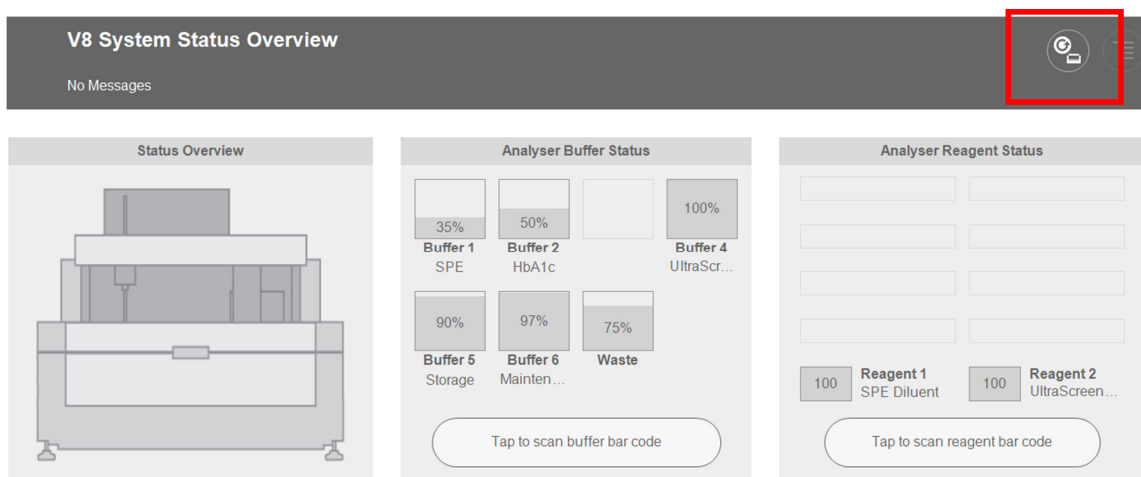 V8 System Status Overview
No Messages
Status Overview
Analyser Buffer Status
35%
Buffer 1
SPE
50%
Buffer 2
HbA1c
100%
Buffer 4
UltraScr...
90%
Buffer 5
Storage
97%
Buffer 6
Mainten...
75%
Waste
Tap to scan buffer bar code
Analyser Reagent Status
100
Reagent 1
SPE Diluent
100
Reagent 2
UltraScreen...
Tap to scan reagent bar code